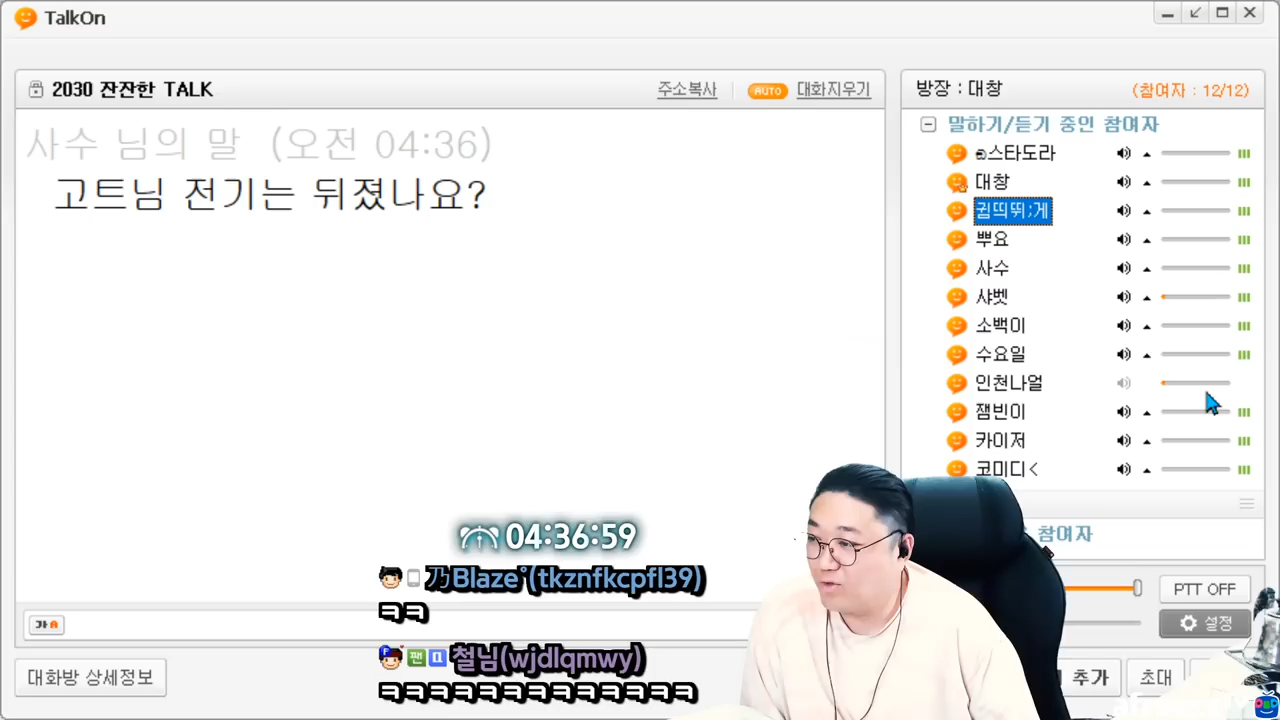 TalkOn
2030 잔잔한 TALK
주소복사
AUTO
대화지우기
사수 님의 말 (오전 04:36)
고트님 전기는 뒤졌나요?
방장 : 대창
(참여자 : 12/12)
말하기/듣기 중인 참여자
스타도라
대창
뀜띄뛰;게
뿌요
사수
샤벳
소백이
수요일
인천나얼
잼빈이
카이저
코미디<
참여자
PTT OFF
설정
추가
초대
04:36:59
乃Blaze˚(tkznfkcpfl39)
ㅋㅋ
팬
철님(wjdlqmwy)
ㅋㅋㅋㅋㅋㅋㅋㅋㅋㅋㅋㅋ
가A
대화방 상세정보